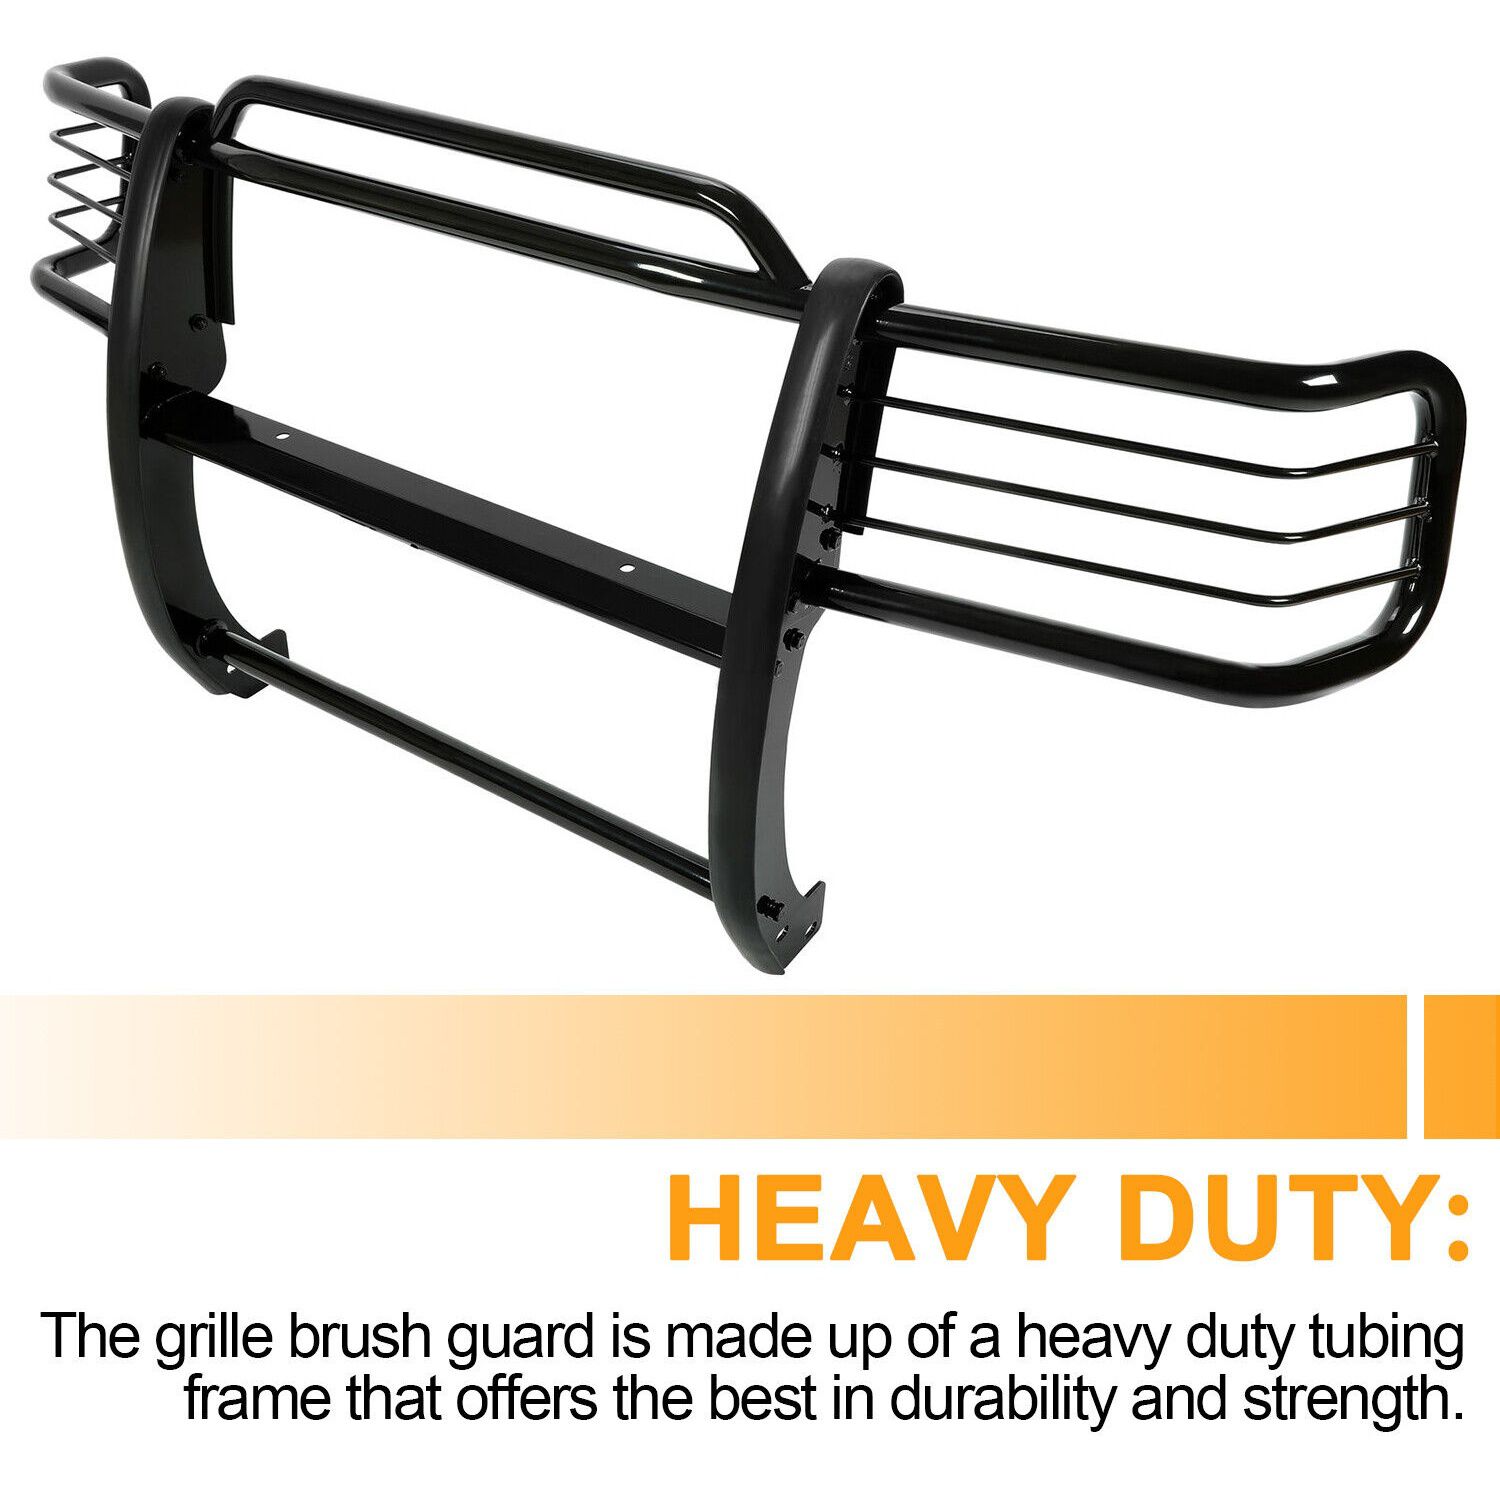 HEAVY DUTY:
The grille brush guard is made up of a heavy duty tubing
frame that offers the best in durability and strength.